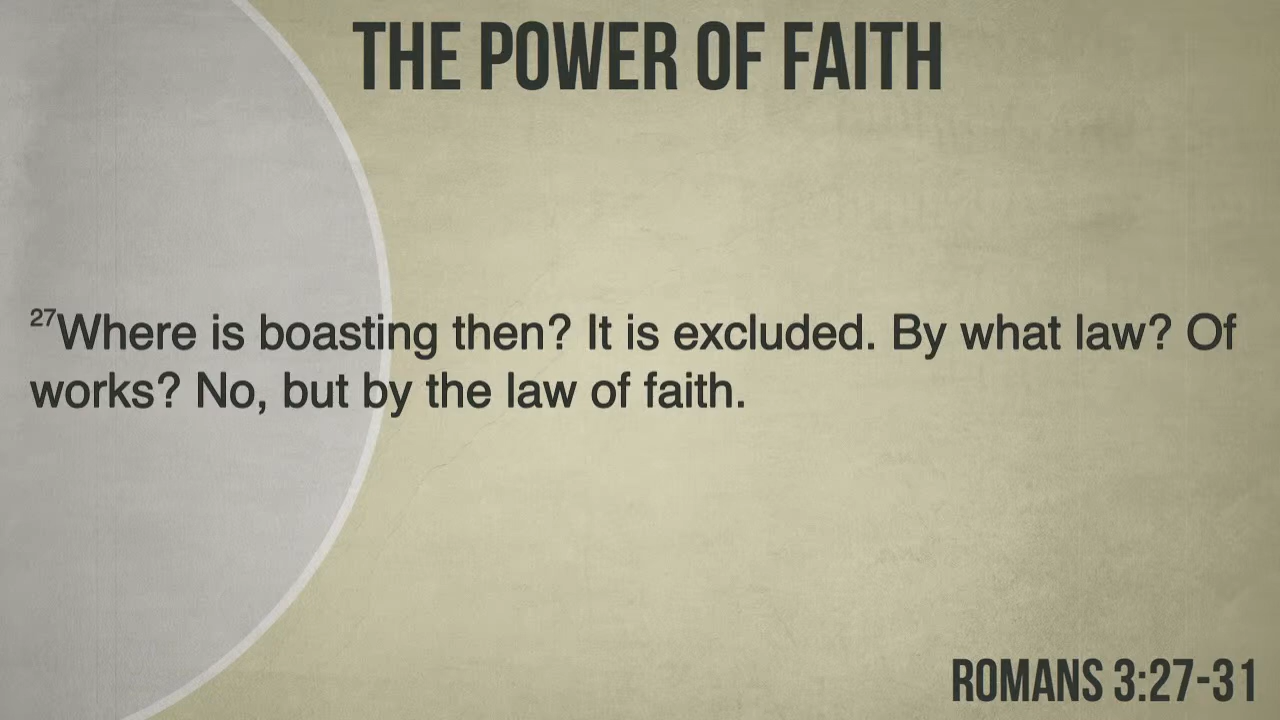 THE POWER OF FAITH
27Where is boasting then? It is excluded. By what law? Of
works? No, but by the law of faith.
ROMANS 3:27-31